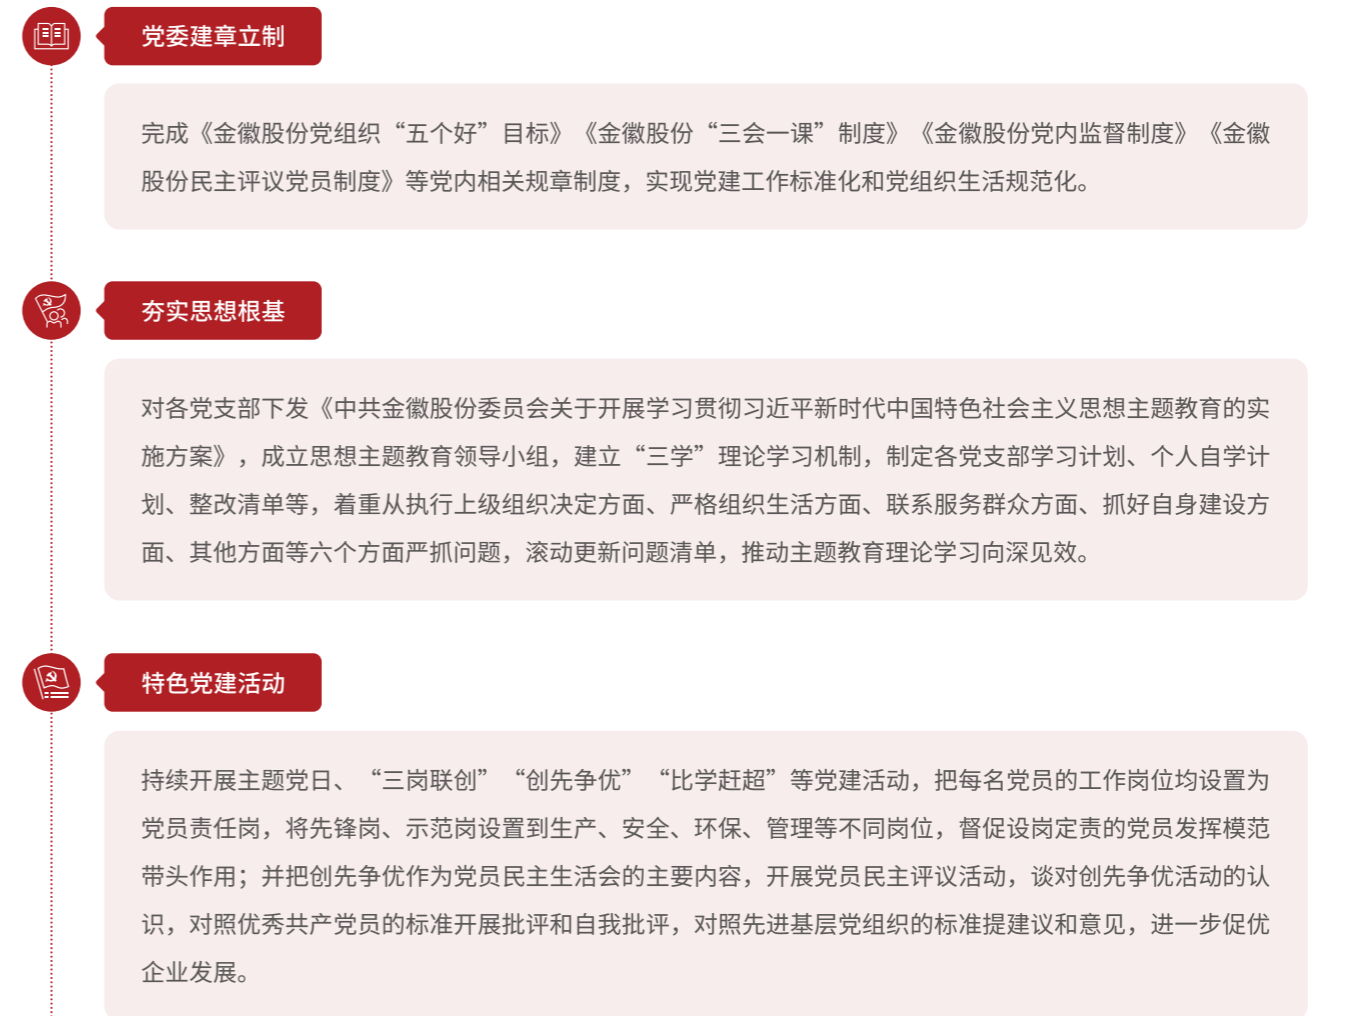 党委建章立制
完成《金徽股份党组织“五个好”目标》《金徽股份“三会一课”制度》《金徽股份党内监督制度》《金徽
股份民主评议党员制度》等党内相关规章制度，实现党建工作标准化和党组织生活规范化。
夯实思想根基
对各党支部下发《中共金徽股份委员会关于开展学习贯彻习近平新时代中国特色社会主义思想主题教育的实
施方案》，成立思想主题教育领导小组，建立“三学”理论学习机制，制定各党支部学习计划、个人自学计
划、整改清单等，着重从执行上级组织决定方面、严格组织生活方面、联系服务群众方面、抓好自身建设方
面、其他方面等六个方面严抓问题，滚动更新问题清单，推动主题教育理论学习向深见效。
特色党建活动
持续开展主题党日、“三岗联创”“创先争优”“比学赶超”等党建活动，把每名党员的工作岗位均设置为
党员责任岗，将先锋岗、示范岗设置到生产、安全、环保、管理等不同岗位，督促设岗定责的党员发挥模范
带头作用；并把创先争优作为党员民主生活会的主要内容，开展党员民主评议活动，谈对创先争优活动的认
识，对照优秀共产党员的标准开展批评和自我批评，对照先进基层党组织的标准提建议和意见，进一步促优
企业发展。